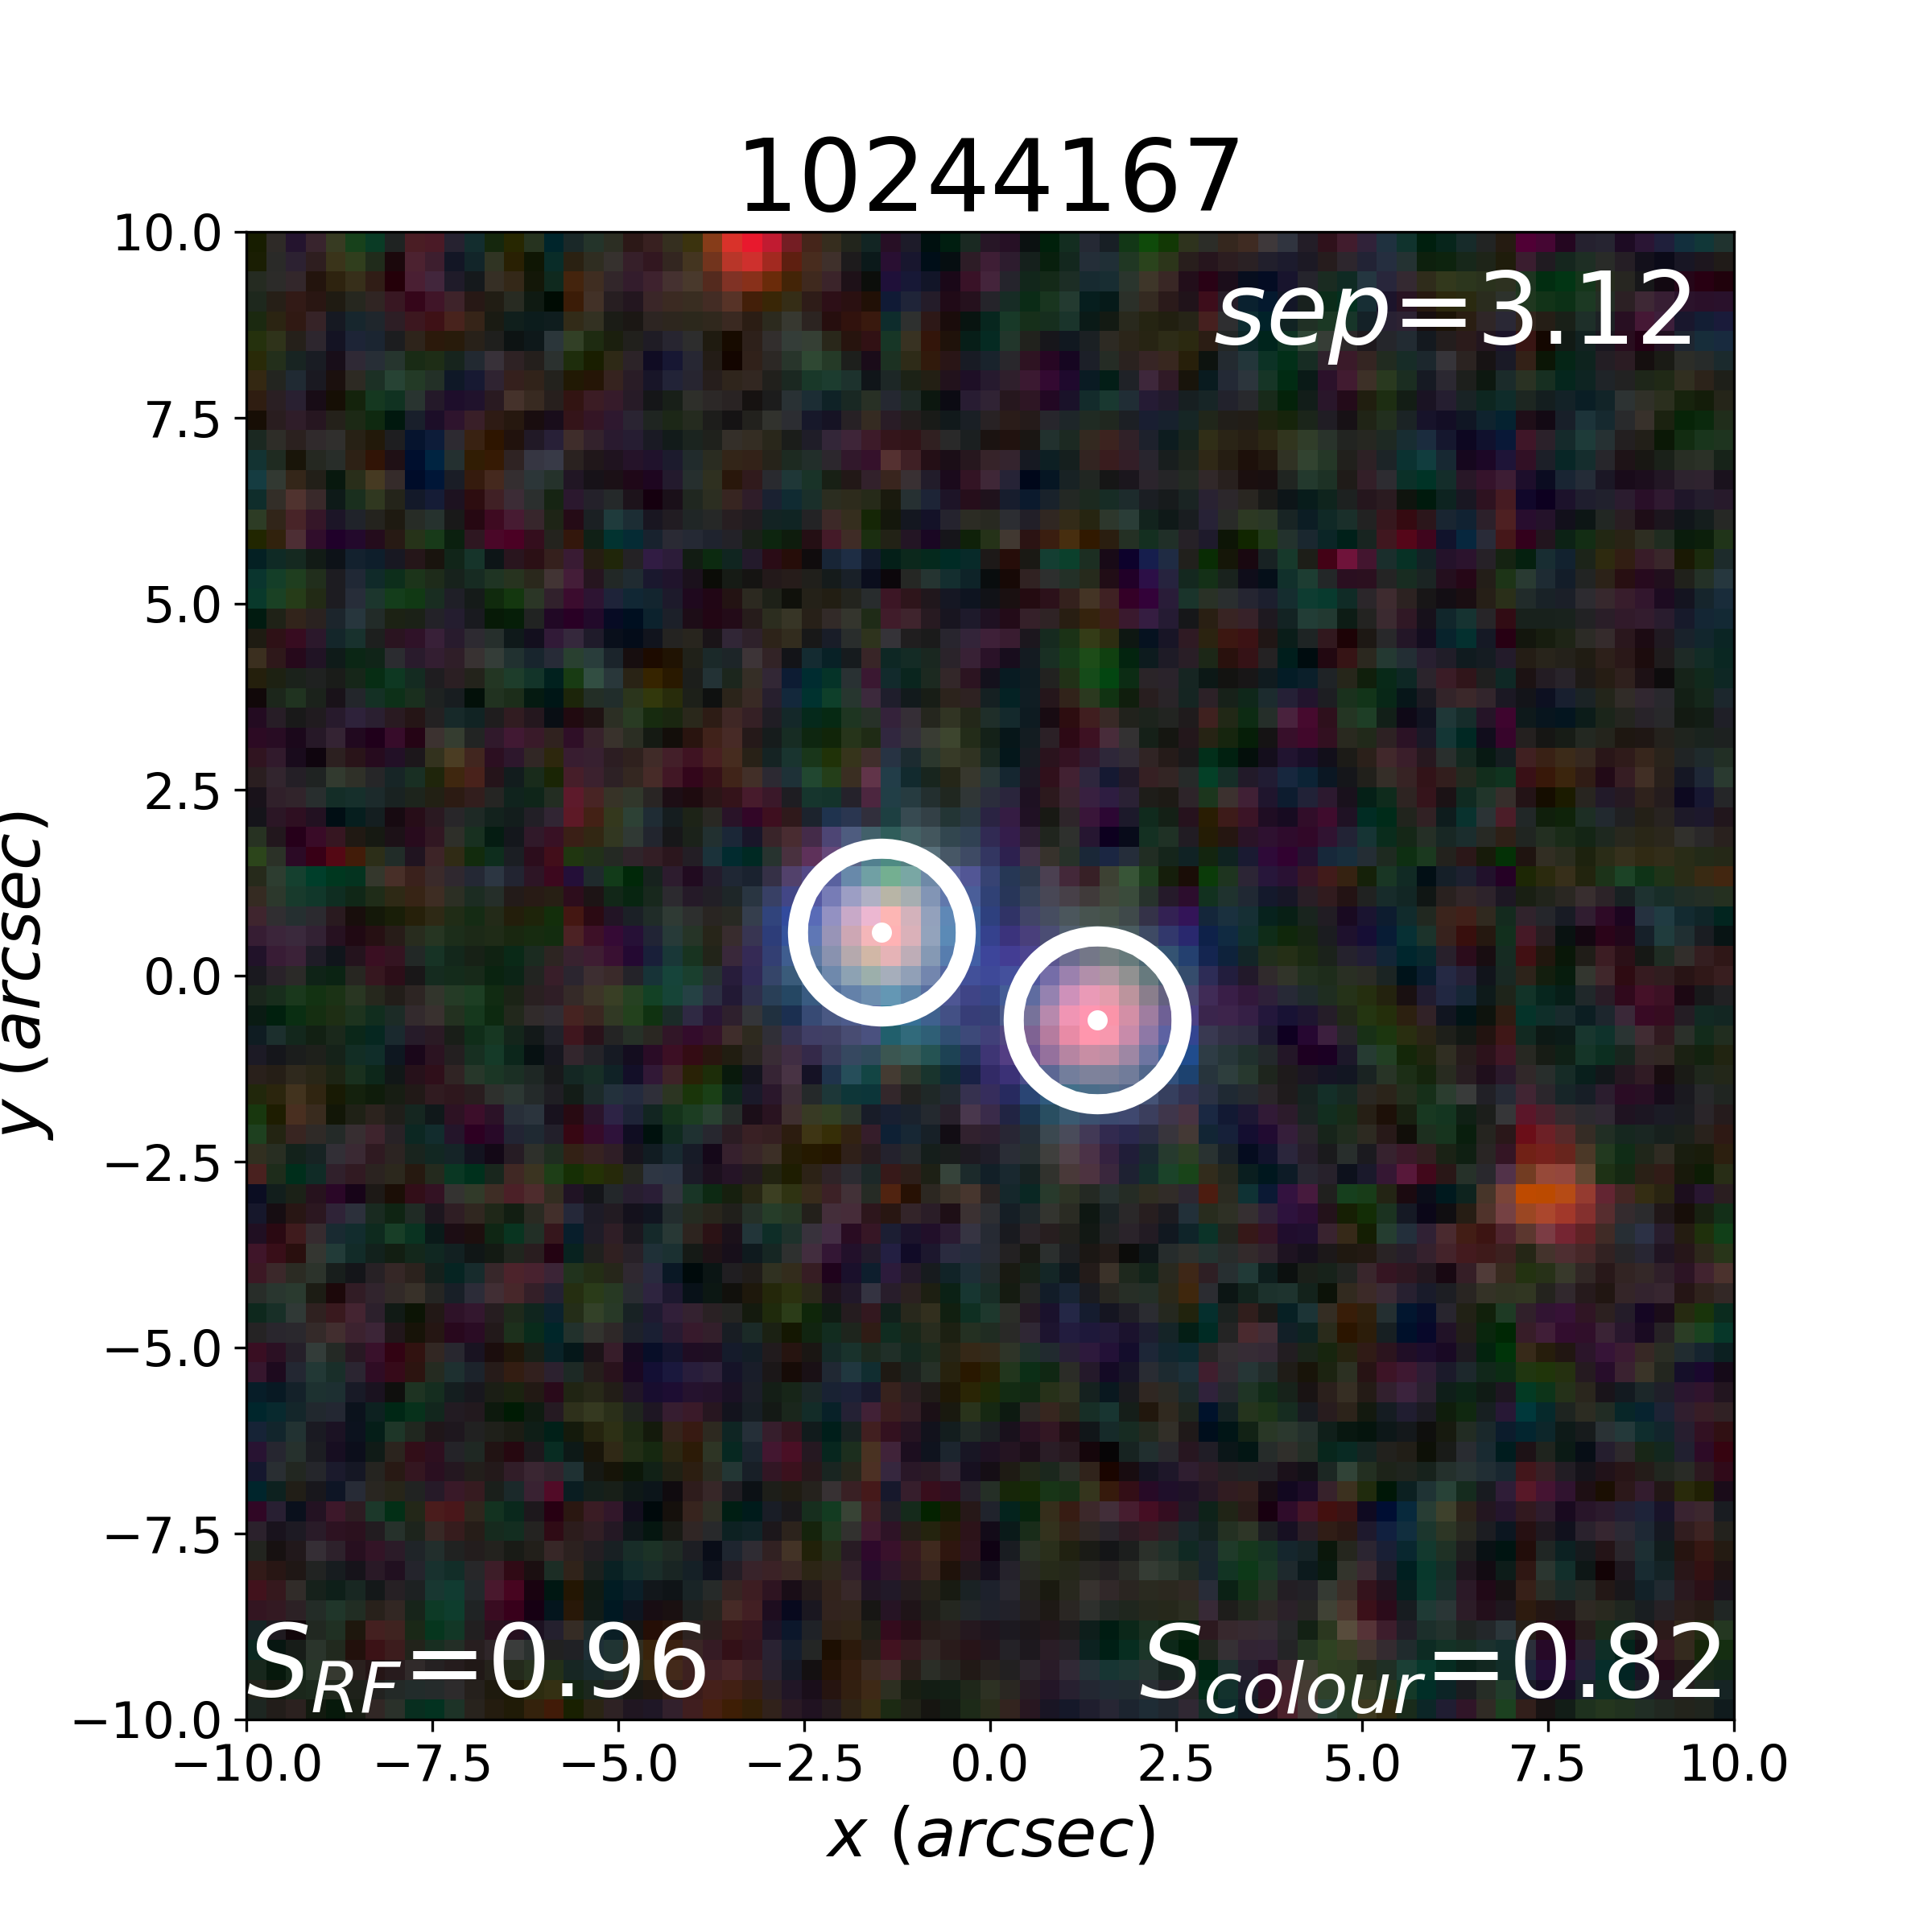 10244167
sep=3.12
10.0
7.5
5.0
2.5
0.0
−2.5
−5.0
−7.5
−10.0
y (arcsec)
S_RF=0.96
S_colour=0.82
−10.0 −7.5 −5.0 −2.5 0.0 2.5 5.0 7.5 10.0
x (arcsec)